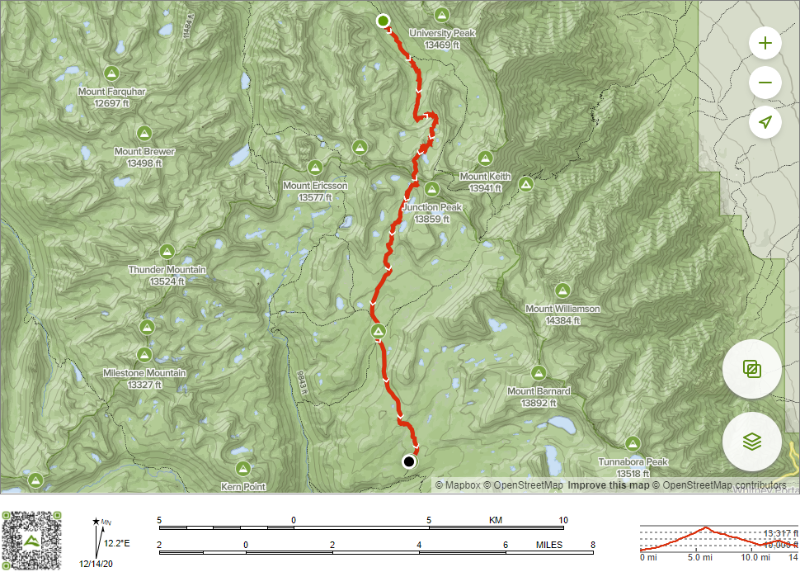 11484 ft
University Peak
13469 ft
Mount Farquhar
12697 ft
Mount Brewer
13498 ft
Mount Ericsson
13577 ft
Mount Keith
13941 ft
Junction Peak
13859 ft
Thunder Mountain
13524 ft
Mount Williamson
14384 ft
Milestone Mountain
13327 ft
9843 ft
Mount Barnard
13892 ft
Tunnabora Peak
13518 ft
Kern Point
© Mapbox © OpenStreetMap Improve this map © OpenStreetMap contributors
MN
12.2°E
12/14/20
5 0 5 KM 10
2 0 2 4 6 MILES 8
13,317 ft
0 mi 5.0 mi 10.0 mi 14